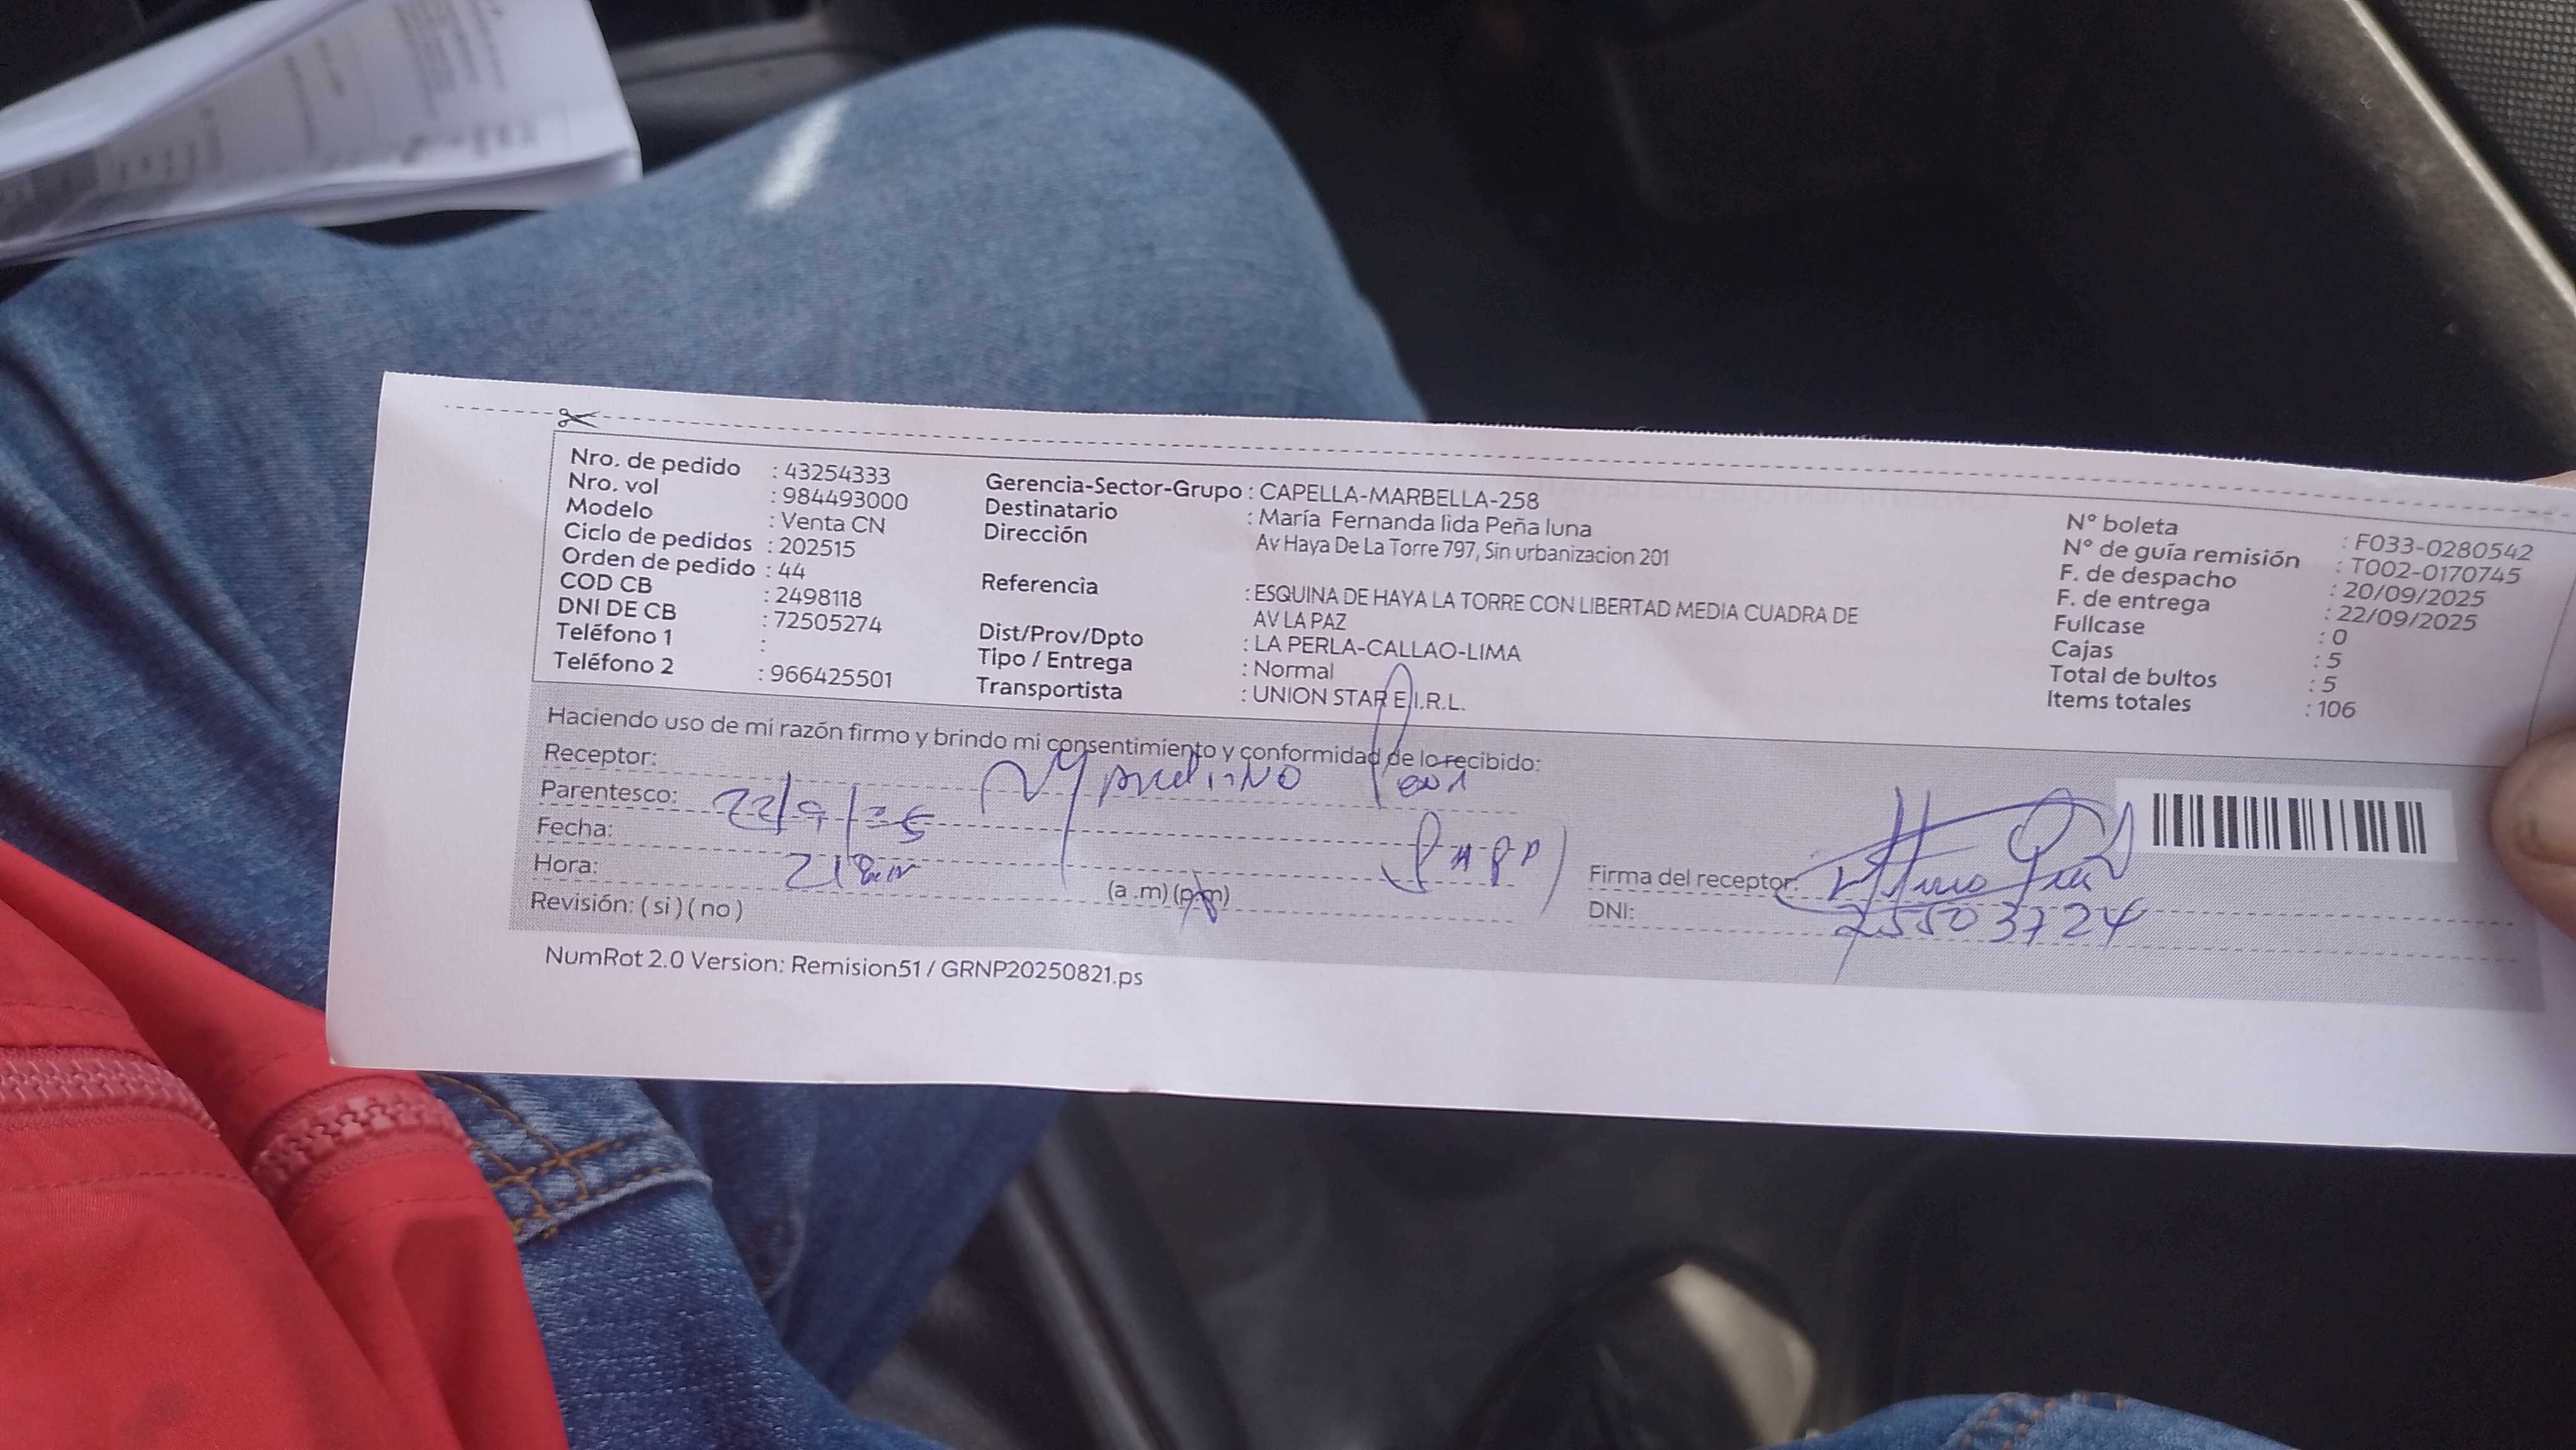 Nro. de pedido : 43254333
Nro. vol : 984493000
Modelo : Venta CN
Ciclo de pedidos : 202515
Orden de pedido : 44
COD CB : 2498118
DNI DE CB : 72505274
Teléfono 1 :
Teléfono 2 : 966425501
Gerencia-Sector-Grupo : CAPELLA-MARBELLA-258
Destinatario : María Fernanda lida Peña luna
Dirección Av Haya De La Torre 797, Sin urbanizacion 201
Referencia : ESQUINA DE HAYA LA TORRE CON LIBERTAD MEDIA CUADRA DE
AV LA PAZ
Dist/Prov/Dpto : LA PERLA-CALLAO-LIMA
Tipo / Entrega : Normal
Transportista : UNION STAR E.I.R.L.
N° boleta : F033-0280542
N° de guía remisión : T002-0170745
F. de despacho : 20/09/2025
F. de entrega : 22/09/2025
Fullcase : 0
Cajas : 5
Total de bultos : 5
Items totales : 106
Haciendo uso de mi razón firmo y brindo mi consentimiento y conformidad de lo recibido:
Receptor:
Parentesco:
Fecha: 22/9/25
Hora: (a .m) (p.m)
Revisión: ( si ) ( no )
Firma del receptor:
DNI: 25503724
NumRot 2.0 Version: Remision51 / GRNP20250821.ps